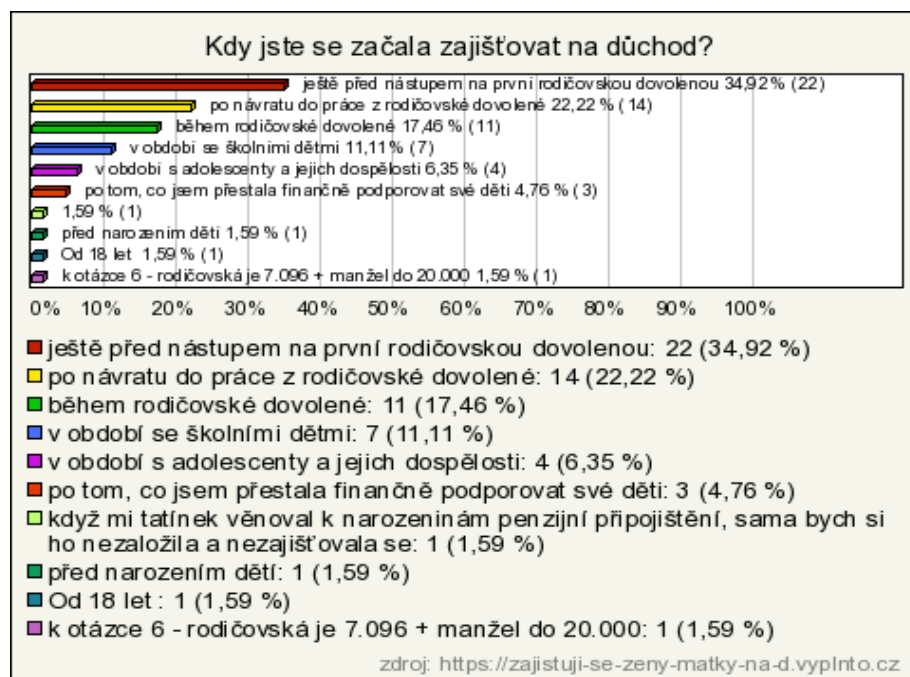 Kdy jste se začala zajišťovat na důchod?
ještě před nástupem na první rodičovskou dovolenou 34,92 % (22)
po návratu do práce z rodičovské dovolené 22,22 % (14)
během rodičovské dovolené 17,46 % (11)
v období se školními dětmi 11,11 % (7)
v období s adolescenty a jejich dospělosti 6,35 % (4)
po tom, co jsem přestala finančně podporovat své děti 4,76 % (3)
1,59 % (1)
před narozením dětí 1,59 % (1)
Od 18 let 1,59 % (1)
k otázce 6 - rodičovská je 7.096 + manžel do 20.000 1,59 % (1)
0% 10% 20% 30% 40% 50% 60% 70% 80% 90% 100%
ještě před nástupem na první rodičovskou dovolenou: 22 (34,92 %)
po návratu do práce z rodičovské dovolené: 14 (22,22 %)
během rodičovské dovolené: 11 (17,46 %)
v období se školními dětmi: 7 (11,11 %)
v období s adolescenty a jejich dospělosti: 4 (6,35 %)
po tom, co jsem přestala finančně podporovat své děti: 3 (4,76 %)
když mi tatínek věnoval k narozeninám penzijní připojištění, sama bych si
ho nezaložila a nezajišťovala se: 1 (1,59 %)
před narozením dětí: 1 (1,59 %)
Od 18 let : 1 (1,59 %)
k otázce 6 - rodičovská je 7.096 + manžel do 20.000: 1 (1,59 %)
zdroj: https://zajistuji-se-zeny-matky-na-d.vyplnto.cz